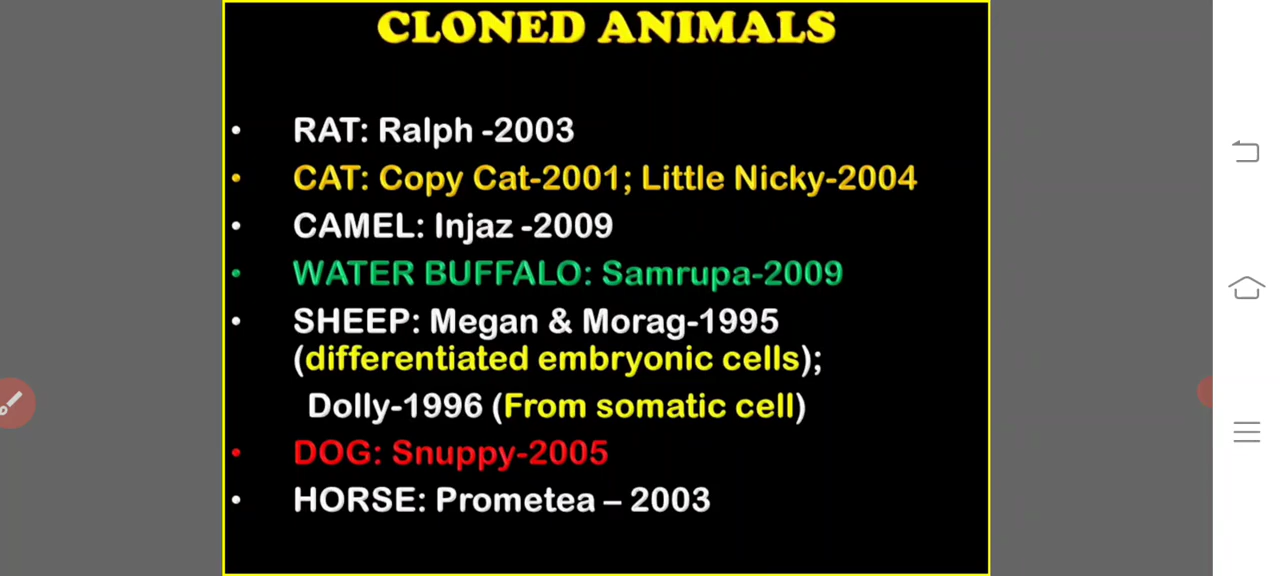 CLONED ANIMALS
• RAT: Ralph -2003
• CAT: Copy Cat-2001; Little Nicky-2004
• CAMEL: Injaz -2009
• WATER BUFFALO: Samrupa-2009
• SHEEP: Megan & Morag-1995
(differentiated embryonic cells);
Dolly-1996 (From somatic cell)
• DOG: Snuppy-2005
• HORSE: Prometea – 2003